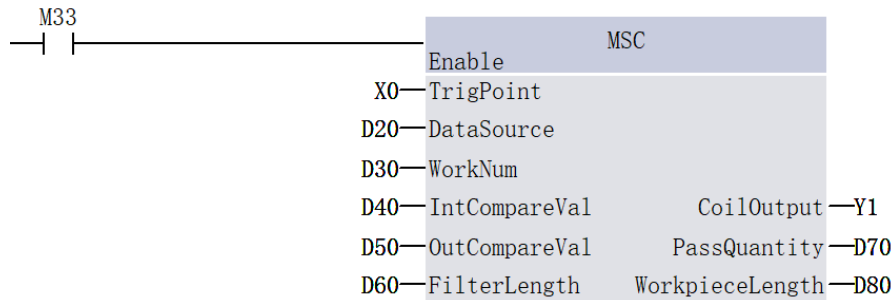 M33
MSC
Enable
X0 TrigPoint
D20 DataSource
D30 WorkNum
D40 IntCompareVal CoilOutput Y1
D50 OutCompareVal PassQuantity D70
D60 FilterLength WorkpieceLength D80